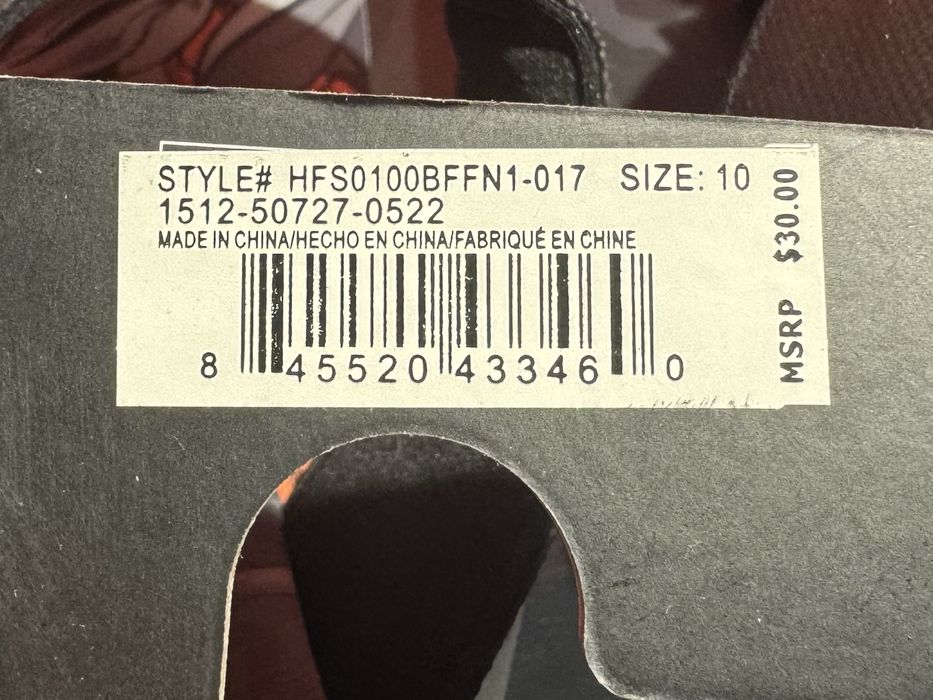 STYLE# HFS0100BFFN1-017 SIZE: 10
1512-50727-0522
MADE IN CHINA/HECHO EN CHINA/FABRIQUÉ EN CHINE
8 45520 43346 0
MSRP $30.00